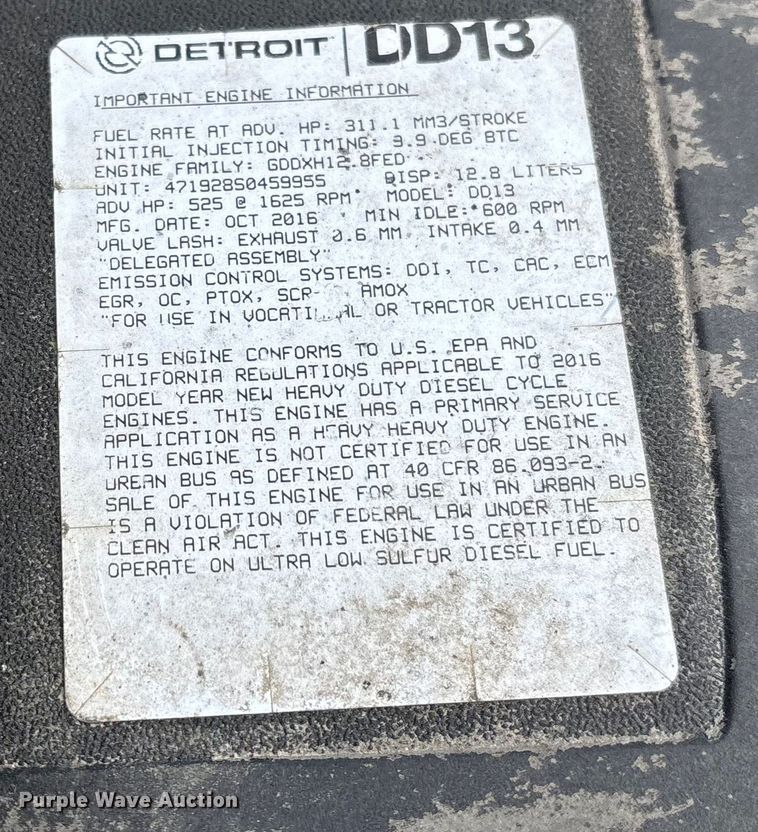 DETROIT DD13
IMPORTANT ENGINE INFORMATION
FUEL RATE AT ADV. HP: 311.1 MM3/STROKE
INITIAL INJECTION TIMING: 9.9 DEG BTC
ENGINE FAMILY: GDDXH12.8FED
UNIT: 471928S0459955 DISP: 12.8 LITERS
ADV HP: 525 @ 1625 RPM MODEL: DD13
MFG. DATE: OCT 2016 MIN IDLE: 600 RPM
VALVE LASH: EXHAUST 0.6 MM INTAKE 0.4 MM
"DELEGATED ASSEMBLY"
EMISSION CONTROL SYSTEMS: DDI, TC, CAC, ECM
EGR, OC, PTOX, SCR- AMOX
"FOR USE IN VOCATIONAL OR TRACTOR VEHICLES"
THIS ENGINE CONFORMS TO U.S. EPA AND
CALIFORNIA REGULATIONS APPLICABLE TO 2016
MODEL YEAR NEW HEAVY DUTY DIESEL CYCLE
ENGINES. THIS ENGINE HAS A PRIMARY SERVICE
APPLICATION AS A HEAVY HEAVY DUTY ENGINE.
THIS ENGINE IS NOT CERTIFIED FOR USE IN AN
URBAN BUS AS DEFINED AT 40 CFR 86.093-2.
SALE OF THIS ENGINE FOR USE IN AN URBAN BUS
IS A VIOLATION OF FEDERAL LAW UNDER THE
CLEAN AIR ACT. THIS ENGINE IS CERTIFIED TO
OPERATE ON ULTRA LOW SULFUR DIESEL FUEL.
Purple Wave Auction